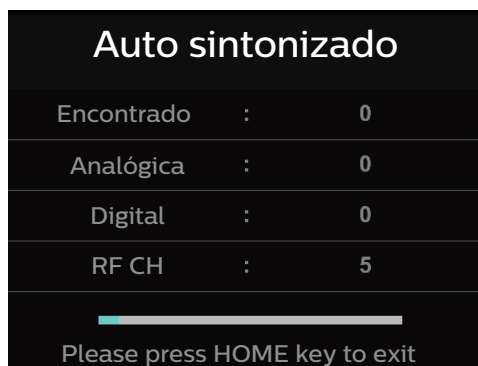 Auto sintonizado
Encontrado : 0
Analógica : 0
Digital : 0
RF CH : 5
Please press HOME key to exit